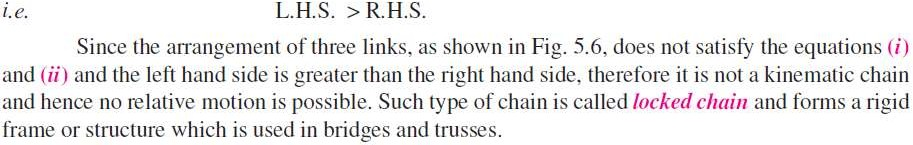 i.e. L.H.S. > R.H.S.
Since the arrangement of three links, as shown in Fig. 5.6, does not satisfy the equations (i)
and (ii) and the left hand side is greater than the right hand side, therefore it is not a kinematic chain
and hence no relative motion is possible. Such type of chain is called locked chain and forms a rigid
frame or structure which is used in bridges and trusses.